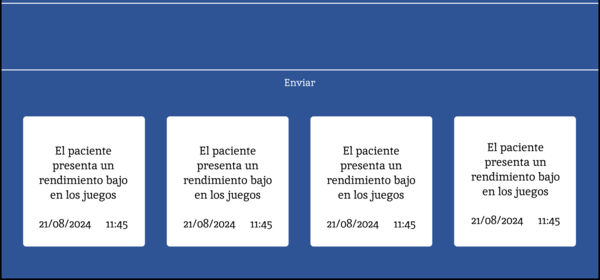 Enviar
El paciente
presenta un
rendimiento bajo
en los juegos
21/08/2024 11:45
El paciente
presenta un
rendimiento bajo
en los juegos
21/08/2024 11:45
El paciente
presenta un
rendimiento bajo
en los juegos
21/08/2024 11:45
El paciente
presenta un
rendimiento bajo
en los juegos
21/08/2024 11:45